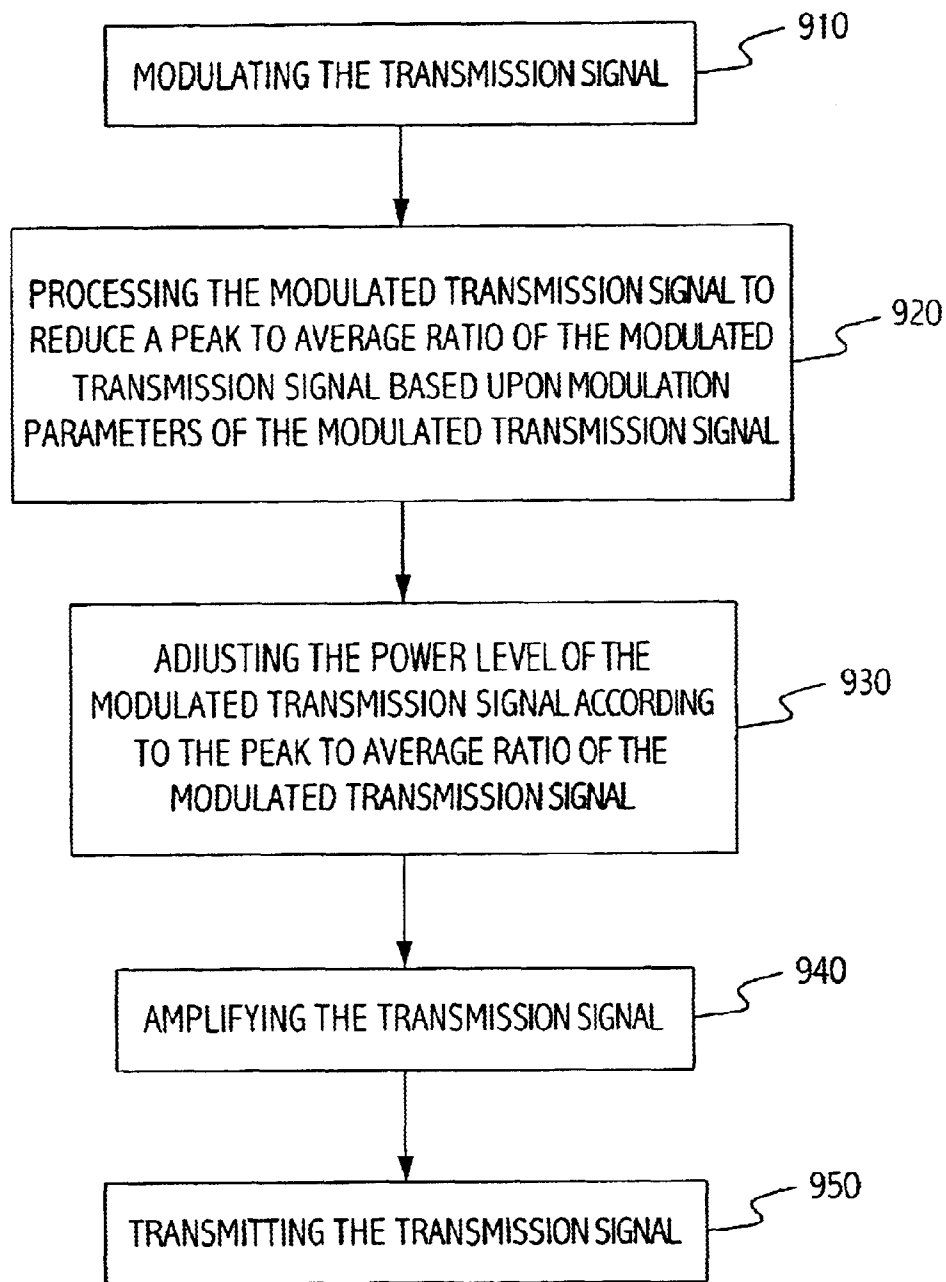 910
MODULATING THE TRANSMISSION SIGNAL
PROCESSING THE MODULATED TRANSMISSION SIGNAL TO
REDUCE A PEAK TO AVERAGE RATIO OF THE MODULATED
TRANSMISSION SIGNAL BASED UPON MODULATION
PARAMETERS OF THE MODULATED TRANSMISSION SIGNAL
920
ADJUSTING THE POWER LEVEL OF THE
MODULATED TRANSMISSION SIGNAL ACCORDING
TO THE PEAK TO AVERAGE RATIO OF THE
MODULATED TRANSMISSION SIGNAL
930
940
AMPLIFYING THE TRANSMISSION SIGNAL
950
TRANSMITTING THE TRANSMISSION SIGNAL